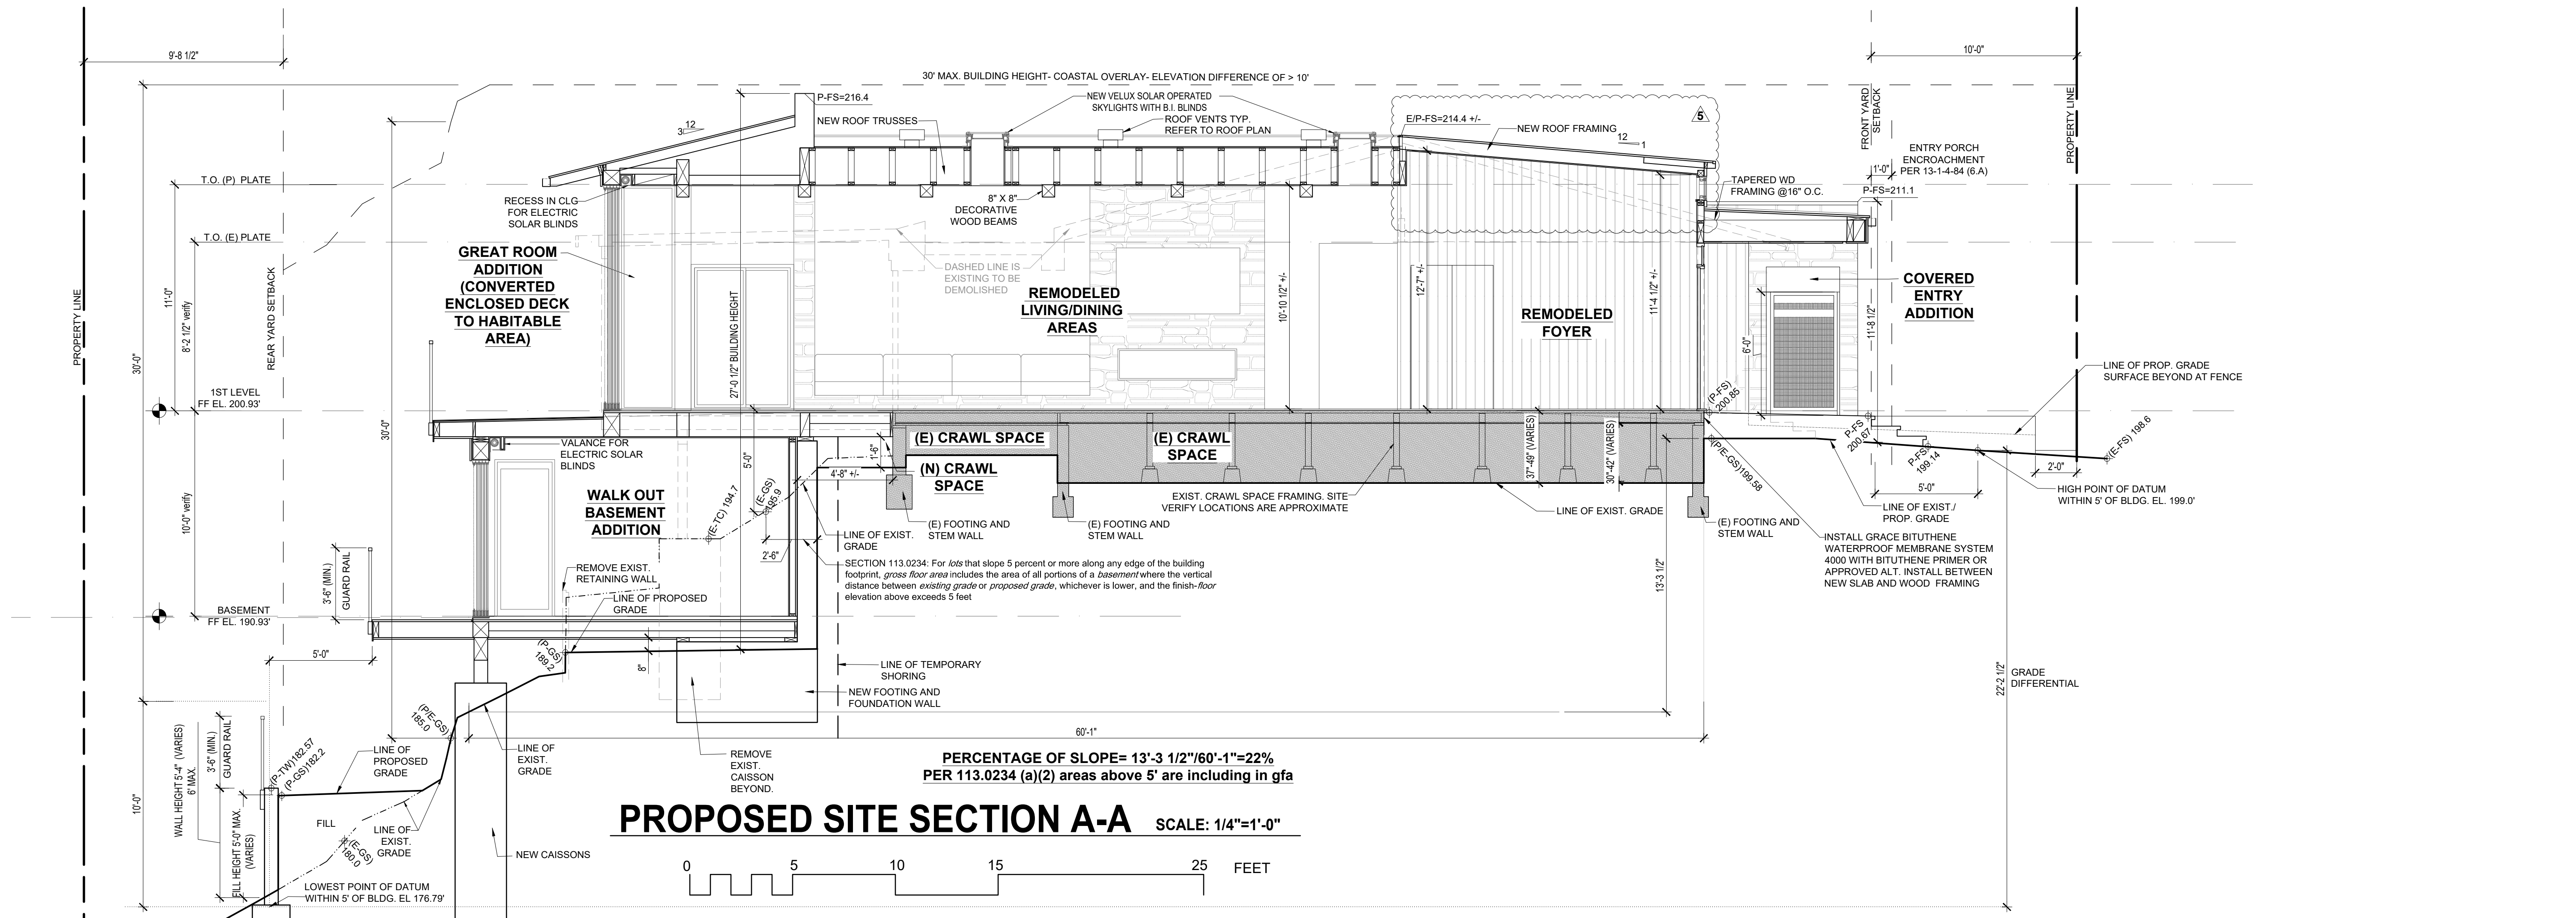 9'-8 1/2"
10'-0"
30' MAX. BUILDING HEIGHT- COASTAL OVERLAY- ELEVATION DIFFERENCE OF > 10'
P-FS=216.4
NEW VELUX SOLAR OPERATED
SKYLIGHTS WITH B.I. BLINDS
NEW ROOF TRUSSES
ROOF VENTS TYP.
REFER TO ROOF PLAN
E/P-FS=214.4 +/-
NEW ROOF FRAMING
5
12
3
12
1
FRONT YARD
SETBACK
PROPERTY LINE
ENTRY PORCH
ENCROACHMENT
PER 13-1-4-84 (6.A)
1'-0"
P-FS=211.1
TAPERED WD
FRAMING @16" O.C.
T.O. (P) PLATE
RECESS IN CLG
FOR ELECTRIC
SOLAR BLINDS
8" X 8"
DECORATIVE
WOOD BEAMS
T.O. (E) PLATE
GREAT ROOM
ADDITION
(CONVERTED
ENCLOSED DECK
TO HABITABLE
AREA)
DASHED LINE IS
EXISTING TO BE
DEMOLISHED
REMODELED
LIVING/DINING
AREAS
REMODELED
FOYER
COVERED
ENTRY
ADDITION
PROPERTY LINE
REAR YARD SETBACK
30'-0"
11'-0"
8'-2 1/2" verify
30'-0"
27'-0 1/2" BUILDING HEIGHT
10'-10 1/2" +/-
12'-7" +/-
11'-4 1/2" +/-
6'-0"
11'-8 1/2"
LINE OF PROP. GRADE
SURFACE BEYOND AT FENCE
1ST LEVEL
FF EL. 200.93'
(P-FS)
200.85
P-FS
200.67
P-FS
199.14
(E-FS) 198.6
(P/E-GS)199.58
VALANCE FOR
ELECTRIC SOLAR
BLINDS
(E) CRAWL SPACE
(E) CRAWL
SPACE
(N) CRAWL
SPACE
1'-6"
4'-8" +/-
5'-0"
37"-49" (VARIES)
30"-42" (VARIES)
2'-0"
5'-0"
HIGH POINT OF DATUM
WITHIN 5' OF BLDG. EL. 199.0'
WALK OUT
BASEMENT
ADDITION
(E-TC) 194.7
(E-GS)
195.9
2'-6"
EXIST. CRAWL SPACE FRAMING. SITE
VERIFY LOCATIONS ARE APPROXIMATE
LINE OF EXIST. GRADE
LINE OF EXIST./
PROP. GRADE
(E) FOOTING AND
STEM WALL
(E) FOOTING AND
STEM WALL
(E) FOOTING AND
STEM WALL
LINE OF EXIST.
GRADE
INSTALL GRACE BITUTHENE
WATERPROOF MEMBRANE SYSTEM
4000 WITH BITUTHENE PRIMER OR
APPROVED ALT. INSTALL BETWEEN
NEW SLAB AND WOOD FRAMING
SECTION 113.0234: For lots that slope 5 percent or more along any edge of the building
footprint, gross floor area includes the area of all portions of a basement where the vertical
distance between existing grade or proposed grade, whichever is lower, and the finish-floor
elevation above exceeds 5 feet
10'-0" verify
3'-6" (MIN.)
GUARD RAIL
REMOVE EXIST.
RETAINING WALL
LINE OF PROPOSED
GRADE
BASEMENT
FF EL. 190.93'
13'-3 1/2"
5'-0"
(P-GS)
189.2
8"
LINE OF TEMPORARY
SHORING
NEW FOOTING AND
FOUNDATION WALL
22'-2 1/2"
GRADE
DIFFERENTIAL
(P/E-GS)
185.0
60'-1"
WALL HEIGHT 5'-4" (VARIES)
6' MAX.
3'-6" (MIN.)
GUARD RAIL
(P-TW)182.57
(P-GS)182.2
LINE OF
PROPOSED
GRADE
LINE OF
EXIST.
GRADE
REMOVE
EXIST.
CAISSON
BEYOND.
PERCENTAGE OF SLOPE= 13'-3 1/2"/60'-1"=22%
PER 113.0234 (a)(2) areas above 5' are including in gfa
10'-0"
FILL HEIGHT 5'-0" MAX.
(VARIES)
FILL
LINE OF
EXIST.
GRADE
(E-GS)
180.0
NEW CAISSONS
LOWEST POINT OF DATUM
WITHIN 5' OF BLDG. EL 176.79'
PROPOSED SITE SECTION A-A SCALE: 1/4"=1'-0"
0 5 10 15 25 FEET